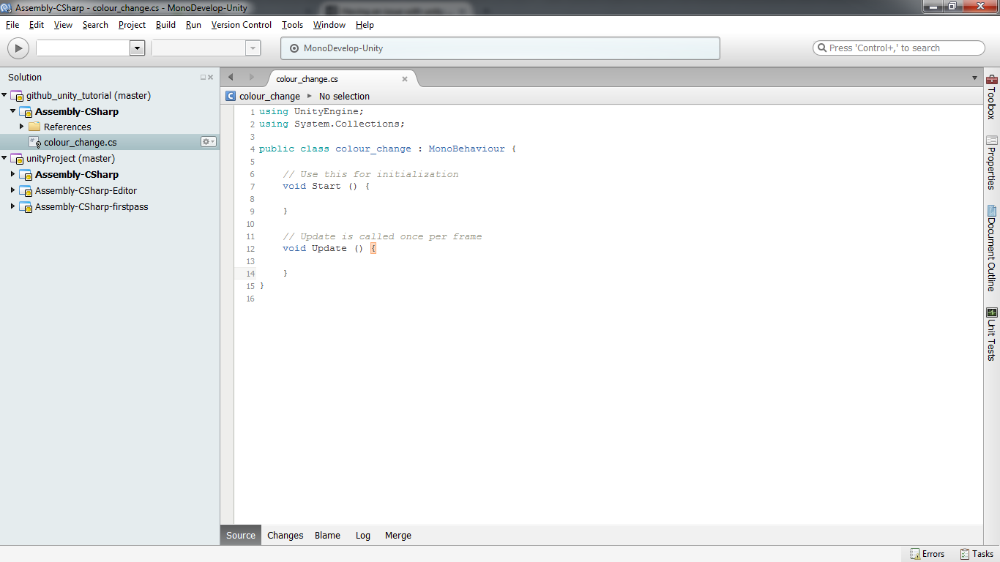 Assembly-CSharp - colour_change.cs - MonoDevelop-Unity
File Edit View Search Project Build Run Version Control Tools Window Help
MonoDevelop-Unity
Press 'Control+,' to search
Solution
github_unity_tutorial (master)
Assembly-CSharp
References
colour_change.cs
unityProject (master)
Assembly-CSharp
Assembly-CSharp-Editor
Assembly-CSharp-firstpass
colour_change.cs
colour_change No selection
1 using UnityEngine;
2 using System.Collections;
3
4 public class colour_change : MonoBehaviour {
5
6 // Use this for initialization
7 void Start () {
8
9 }
10
11 // Update is called once per frame
12 void Update () {
13
14 }
15 }
16
Source Changes Blame Log Merge
Toolbox
Properties
Document Outline
Unit Tests
Errors Tasks